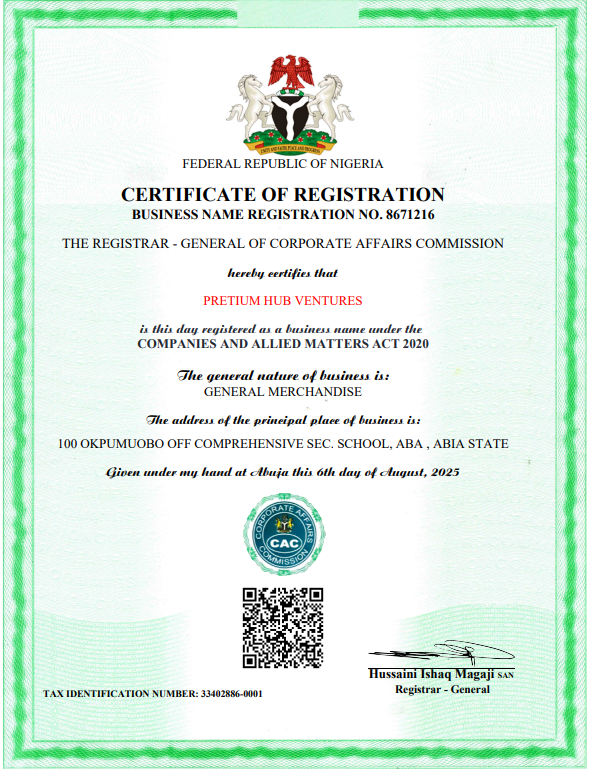 UNITY AND FAITH, PEACE AND PROGRESS
FEDERAL REPUBLIC OF NIGERIA
CERTIFICATE OF REGISTRATION
BUSINESS NAME REGISTRATION NO. 8671216
THE REGISTRAR - GENERAL OF CORPORATE AFFAIRS COMMISSION
hereby certifies that
PRETIUM HUB VENTURES
is this day registered as a business name under the
COMPANIES AND ALLIED MATTERS ACT 2020
The general nature of business is:
GENERAL MERCHANDISE
The address of the principal place of business is:
100 OKPUMUOBO OFF COMPREHENSIVE SEC. SCHOOL, ABA , ABIA STATE
Given under my hand at Abuja this 6th day of August, 2025
CORPORATE AFFAIRS
CAC
COMMISSION
Hussaini Ishaq Magaji SAN
Registrar - General
TAX IDENTIFICATION NUMBER: 33402886-0001